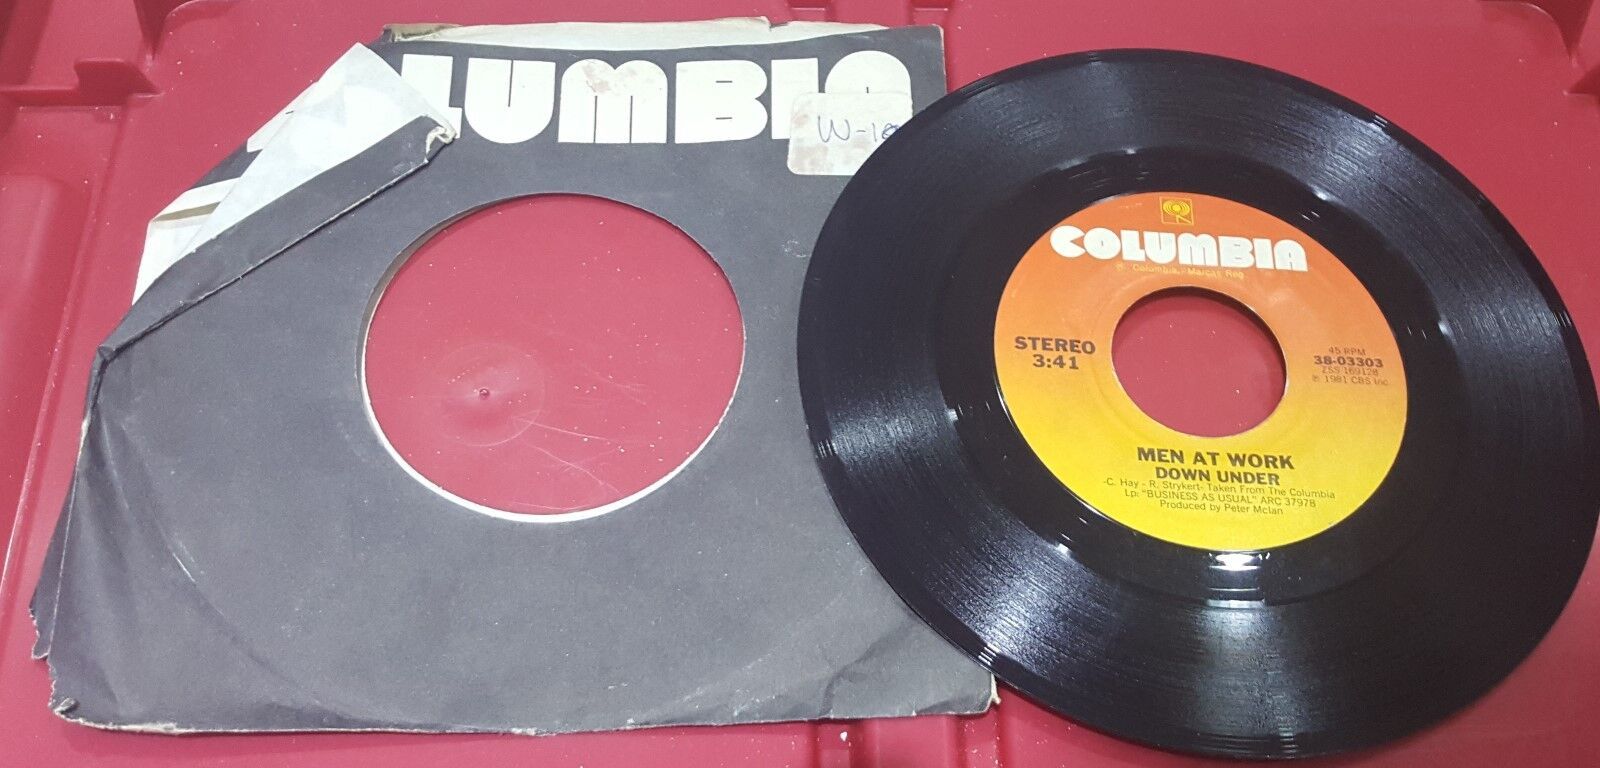 COLUMBIA
COLUMBIA
Columbia, Marcas Reg
STEREO
3:41
45 RPM
38-03303
ZSS 169128
℗ 1981 CBS Inc
MEN AT WORK
DOWN UNDER
-C. Hay - R. Strykert- Taken From The Columbia
Lp: "BUSINESS AS USUAL" ARC 37978
Produced by Peter Mclan